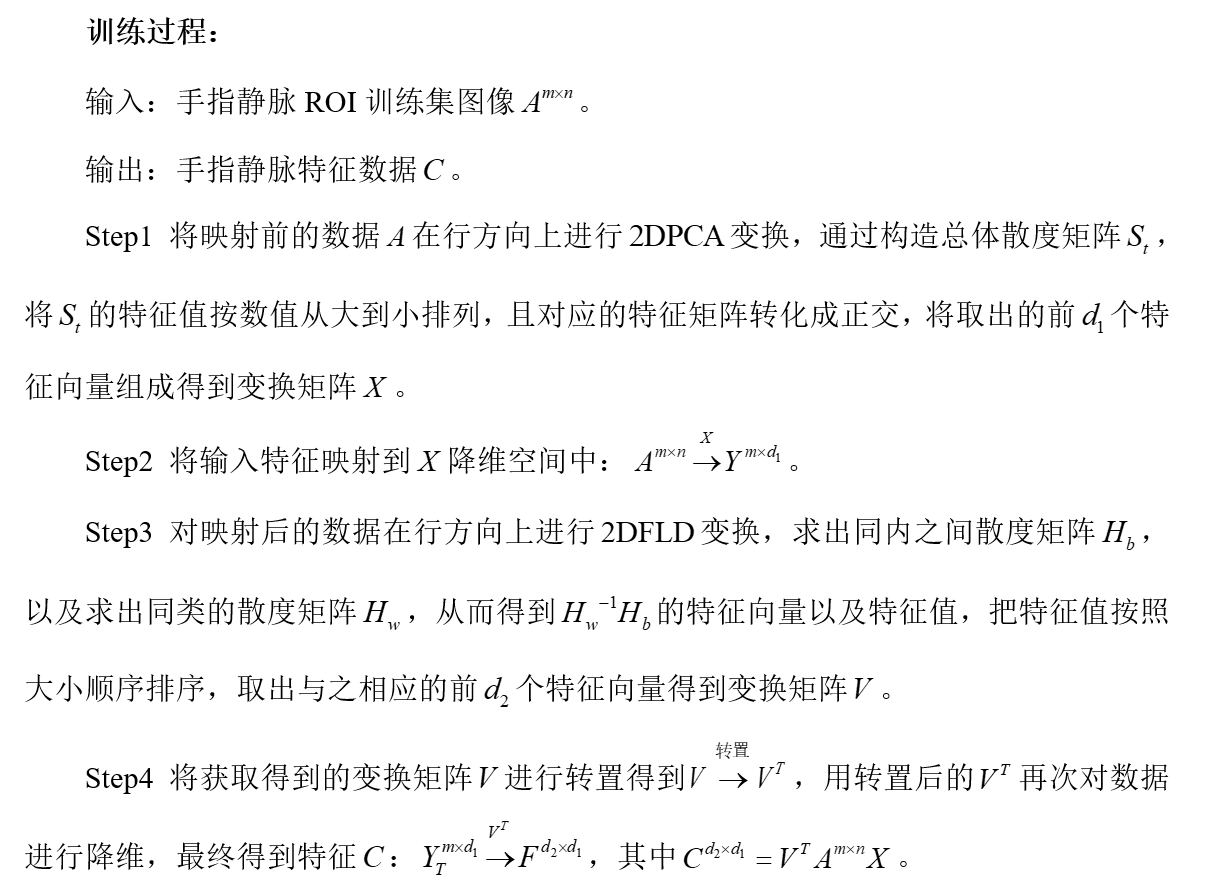 训练过程：
输入：手指静脉 ROI 训练集图像 A^{m×n}。
输出：手指静脉特征数据 C。
Step1 将映射前的数据 A 在行方向上进行 2DPCA 变换，通过构造总体散度矩阵 S_t，
将 S_t 的特征值按数值从大到小排列，且对应的特征矩阵转化成正交，将取出的前 d_1 个特
征向量组成得到变换矩阵 X 。
Step2 将输入特征映射到 X 降维空间中： A^{m×n} \overset{X}{→} Y^{m×d_1}。
Step3 对映射后的数据在行方向上进行 2DFLD 变换，求出同内之间散度矩阵 H_b，
以及求出同类的散度矩阵 H_w，从而得到 H_w^{-1}H_b 的特征向量以及特征值，把特征值按照
大小顺序排序，取出与之相应的前 d_2 个特征向量得到变换矩阵 V 。
Step4 将获取得到的变换矩阵 V 进行转置得到 V \overset{转置}{→} V^T，用转置后的 V^T 再次对数据
进行降维，最终得到特征 C：Y_T^{m×d_1} \overset{V^T}{→} F^{d_2×d_1}，其中 C^{d_2×d_1} = V^T A^{m×n} X 。